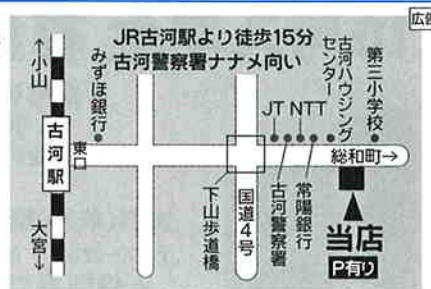 広告
JR古河駅より徒歩15分
古河警察署ナナメ向い
↑小山
古河駅
大宮↓
東口
みずほ銀行
下山歩道橋
国道4号
JT
古河警察署
NTT
常陽銀行
古河ハウジング
センター
第三小学校
総和町→
当店
P有り